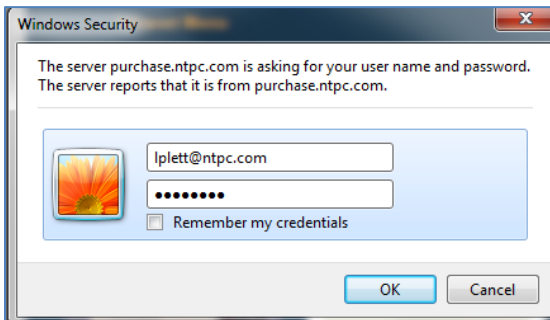 Windows Security
The server purchase.ntpc.com is asking for your user name and password.
The server reports that it is from purchase.ntpc.com.
lplett@ntpc.com
●●●●●●●●
Remember my credentials
OK
Cancel